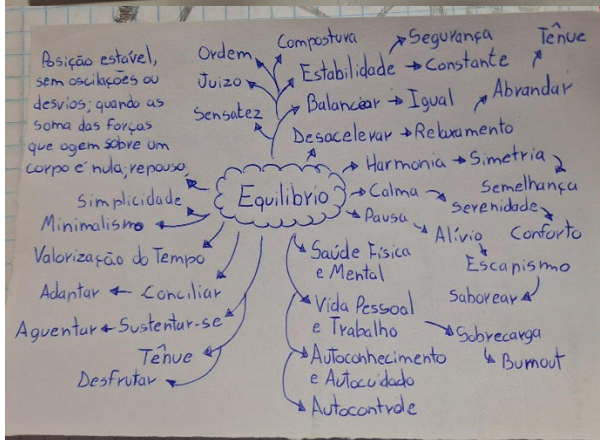 Posição estável,
sem oscilações ou
desvios; quando as
soma das forças
que agem sobre um
corpo é nula; repouso;
Ordem
Juizo
Sensatez
Compostura
Estabilidade → Constante
Segurança
Balancear → Igual
Desacelerar → Relaxamento
Abrandar
Tênue
Equilíbrio
Harmonia → Simetria
Semelhança
Calma
Serenidade
Conforto
Pausa
Alívio
Escapismo
Saborear
Simplicidade
Minimalismo
Valorização do Tempo
Adaptar ← Conciliar
Aguentar ← Sustentar-se
Tênue
Desfrutar
Saúde Física
e Mental
Vida Pessoal
e Trabalho
Sobrecarga
Burnout
Autoconhecimento
e Autocuidado
Autocontrole